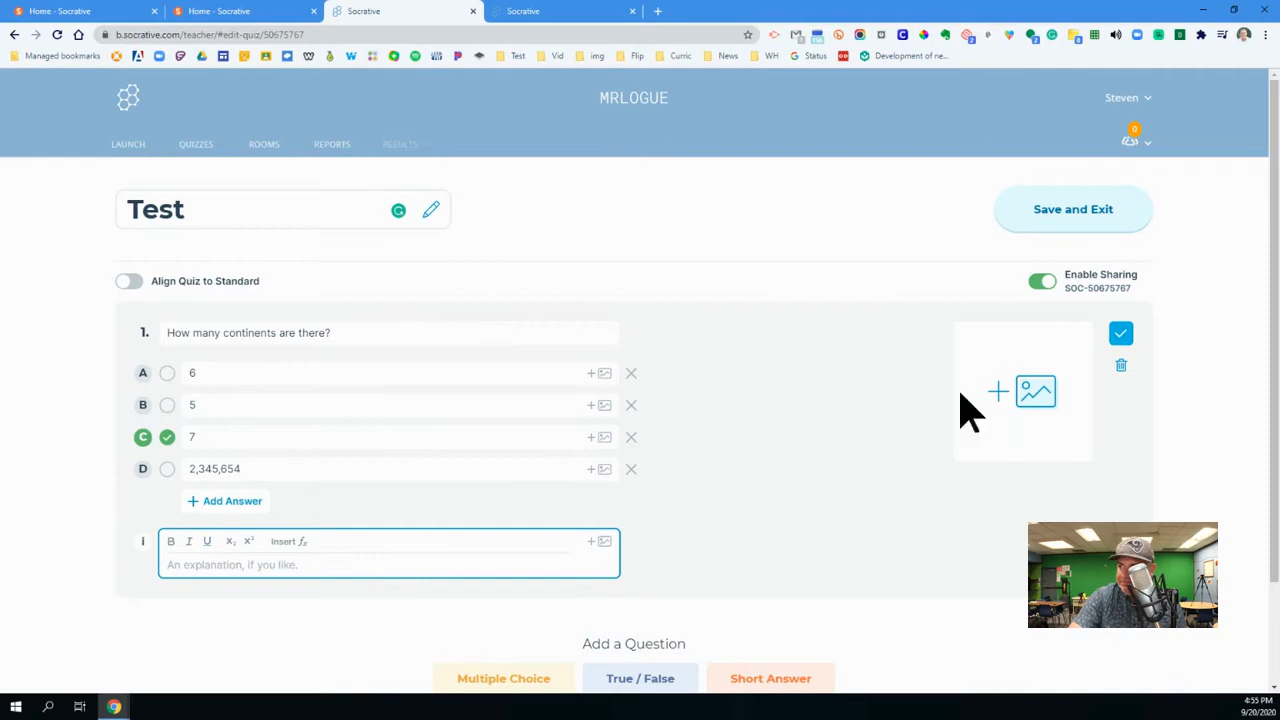 Home - Socrative
Home - Socrative
Socrative
Socrative
b.socrative.com/teacher/#edit-quiz/50675767
Managed bookmarks
Test
Vid
img
Flip
Curric
News
WH
Status
Development of ne...
MRLOGUE
Steven
0
LAUNCH
QUIZZES
ROOMS
REPORTS
RESULTS
Test
Save and Exit
Align Quiz to Standard
Enable Sharing
SOC-50675767
1. How many continents are there?
A 6
B 5
C 7
D 2,345,654
+ Add Answer
i B I U X₂ X² Insert fx
An explanation, if you like.
Add a Question
Multiple Choice
True / False
Short Answer
4:55 PM
9/20/2020